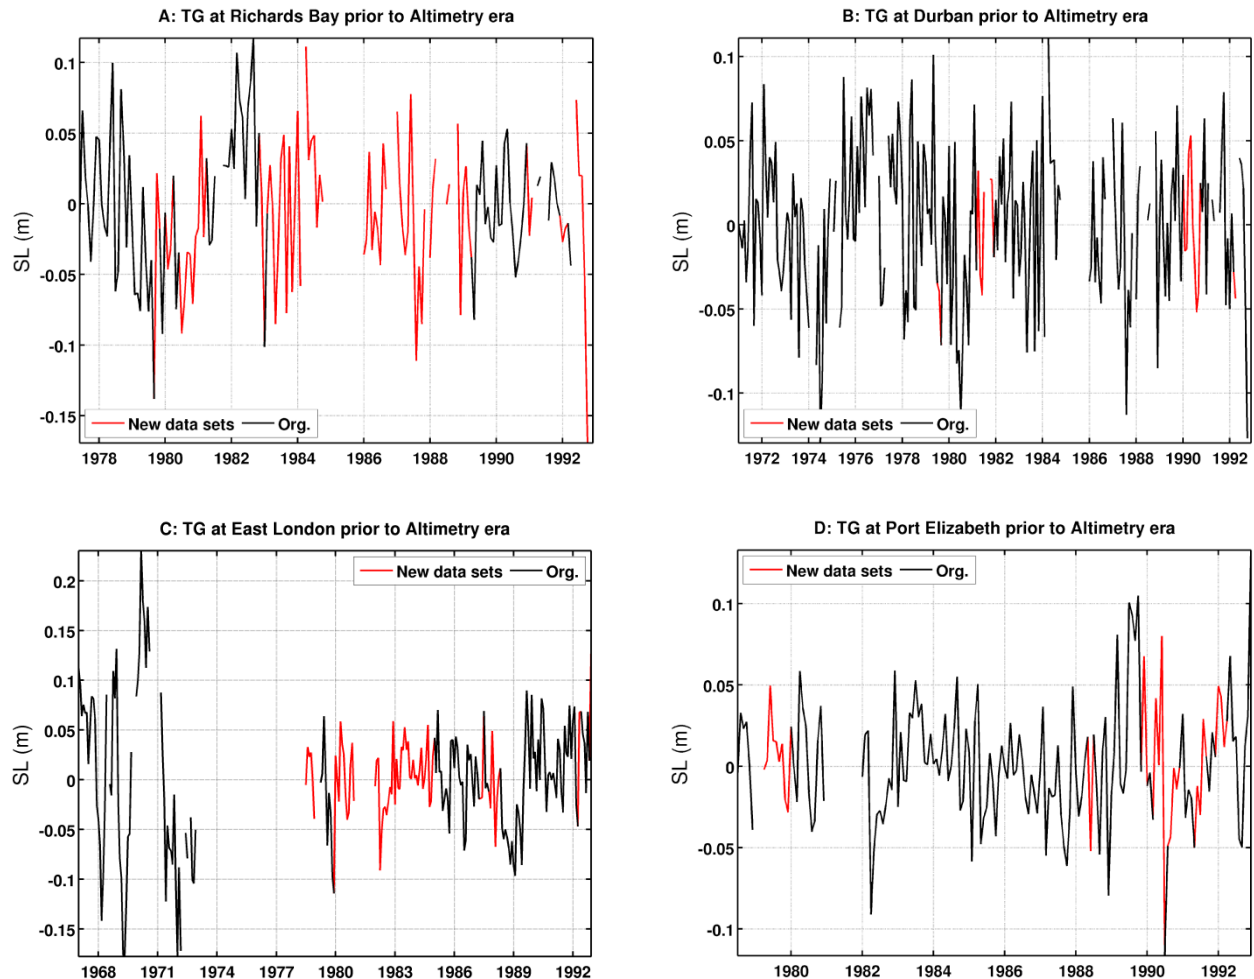 A: TG at Richards Bay prior to Altimetry era
SL (m)
0.1
0.05
0
-0.05
-0.1
-0.15
New data sets
Org.
1978 1980 1982 1984 1986 1988 1990 1992
B: TG at Durban prior to Altimetry era
SL (m)
0.1
0.05
0
-0.05
-0.1
New data sets
Org.
1972 1974 1976 1978 1980 1982 1984 1986 1988 1990 1992
C: TG at East London prior to Altimetry era
SL (m)
New data sets
Org.
0.2
0.15
0.1
0.05
0
-0.05
-0.1
-0.15
1968 1971 1974 1977 1980 1983 1986 1989 1992
D: TG at Port Elizabeth prior to Altimetry era
SL (m)
New data sets
Org.
0.1
0.05
0
-0.05
-0.1
1980 1982 1984 1986 1988 1990 1992